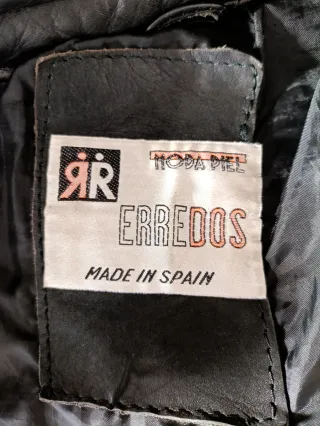 MODA PIEL
RR
ERREDOS
MADE IN SPAIN